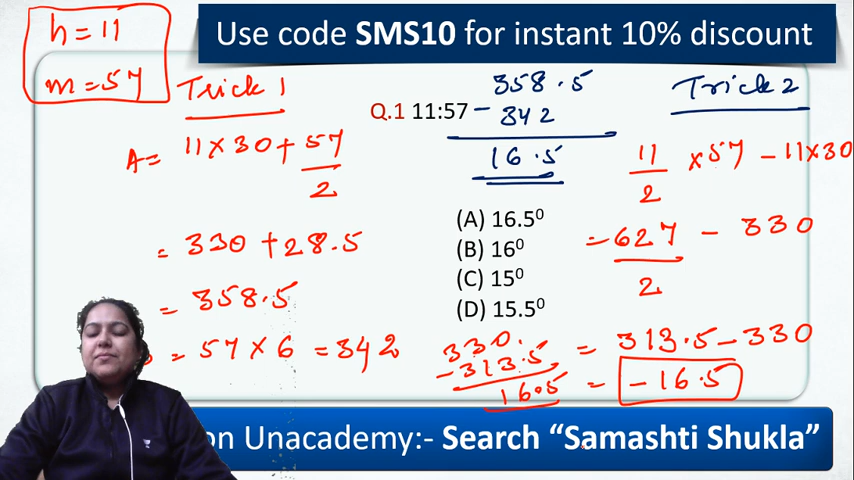 h = 11
m = 57
Use code SMS10 for instant 10% discount
Trick 1
A = 11 × 30 + 57/2
= 330 + 28.5
= 358.5
= 57 × 6 = 342
Q.1 11:57
358.5
- 342
16.5
(A) 16.5⁰
(B) 16⁰
(C) 15⁰
(D) 15.5⁰
330.
- 313.5
16.5
Trick 2
11/2 × 57 - 11×30
= 627/2 - 330
= 313.5 - 330
= - 16.5
on Unacademy:- Search “Samashti Shukla”